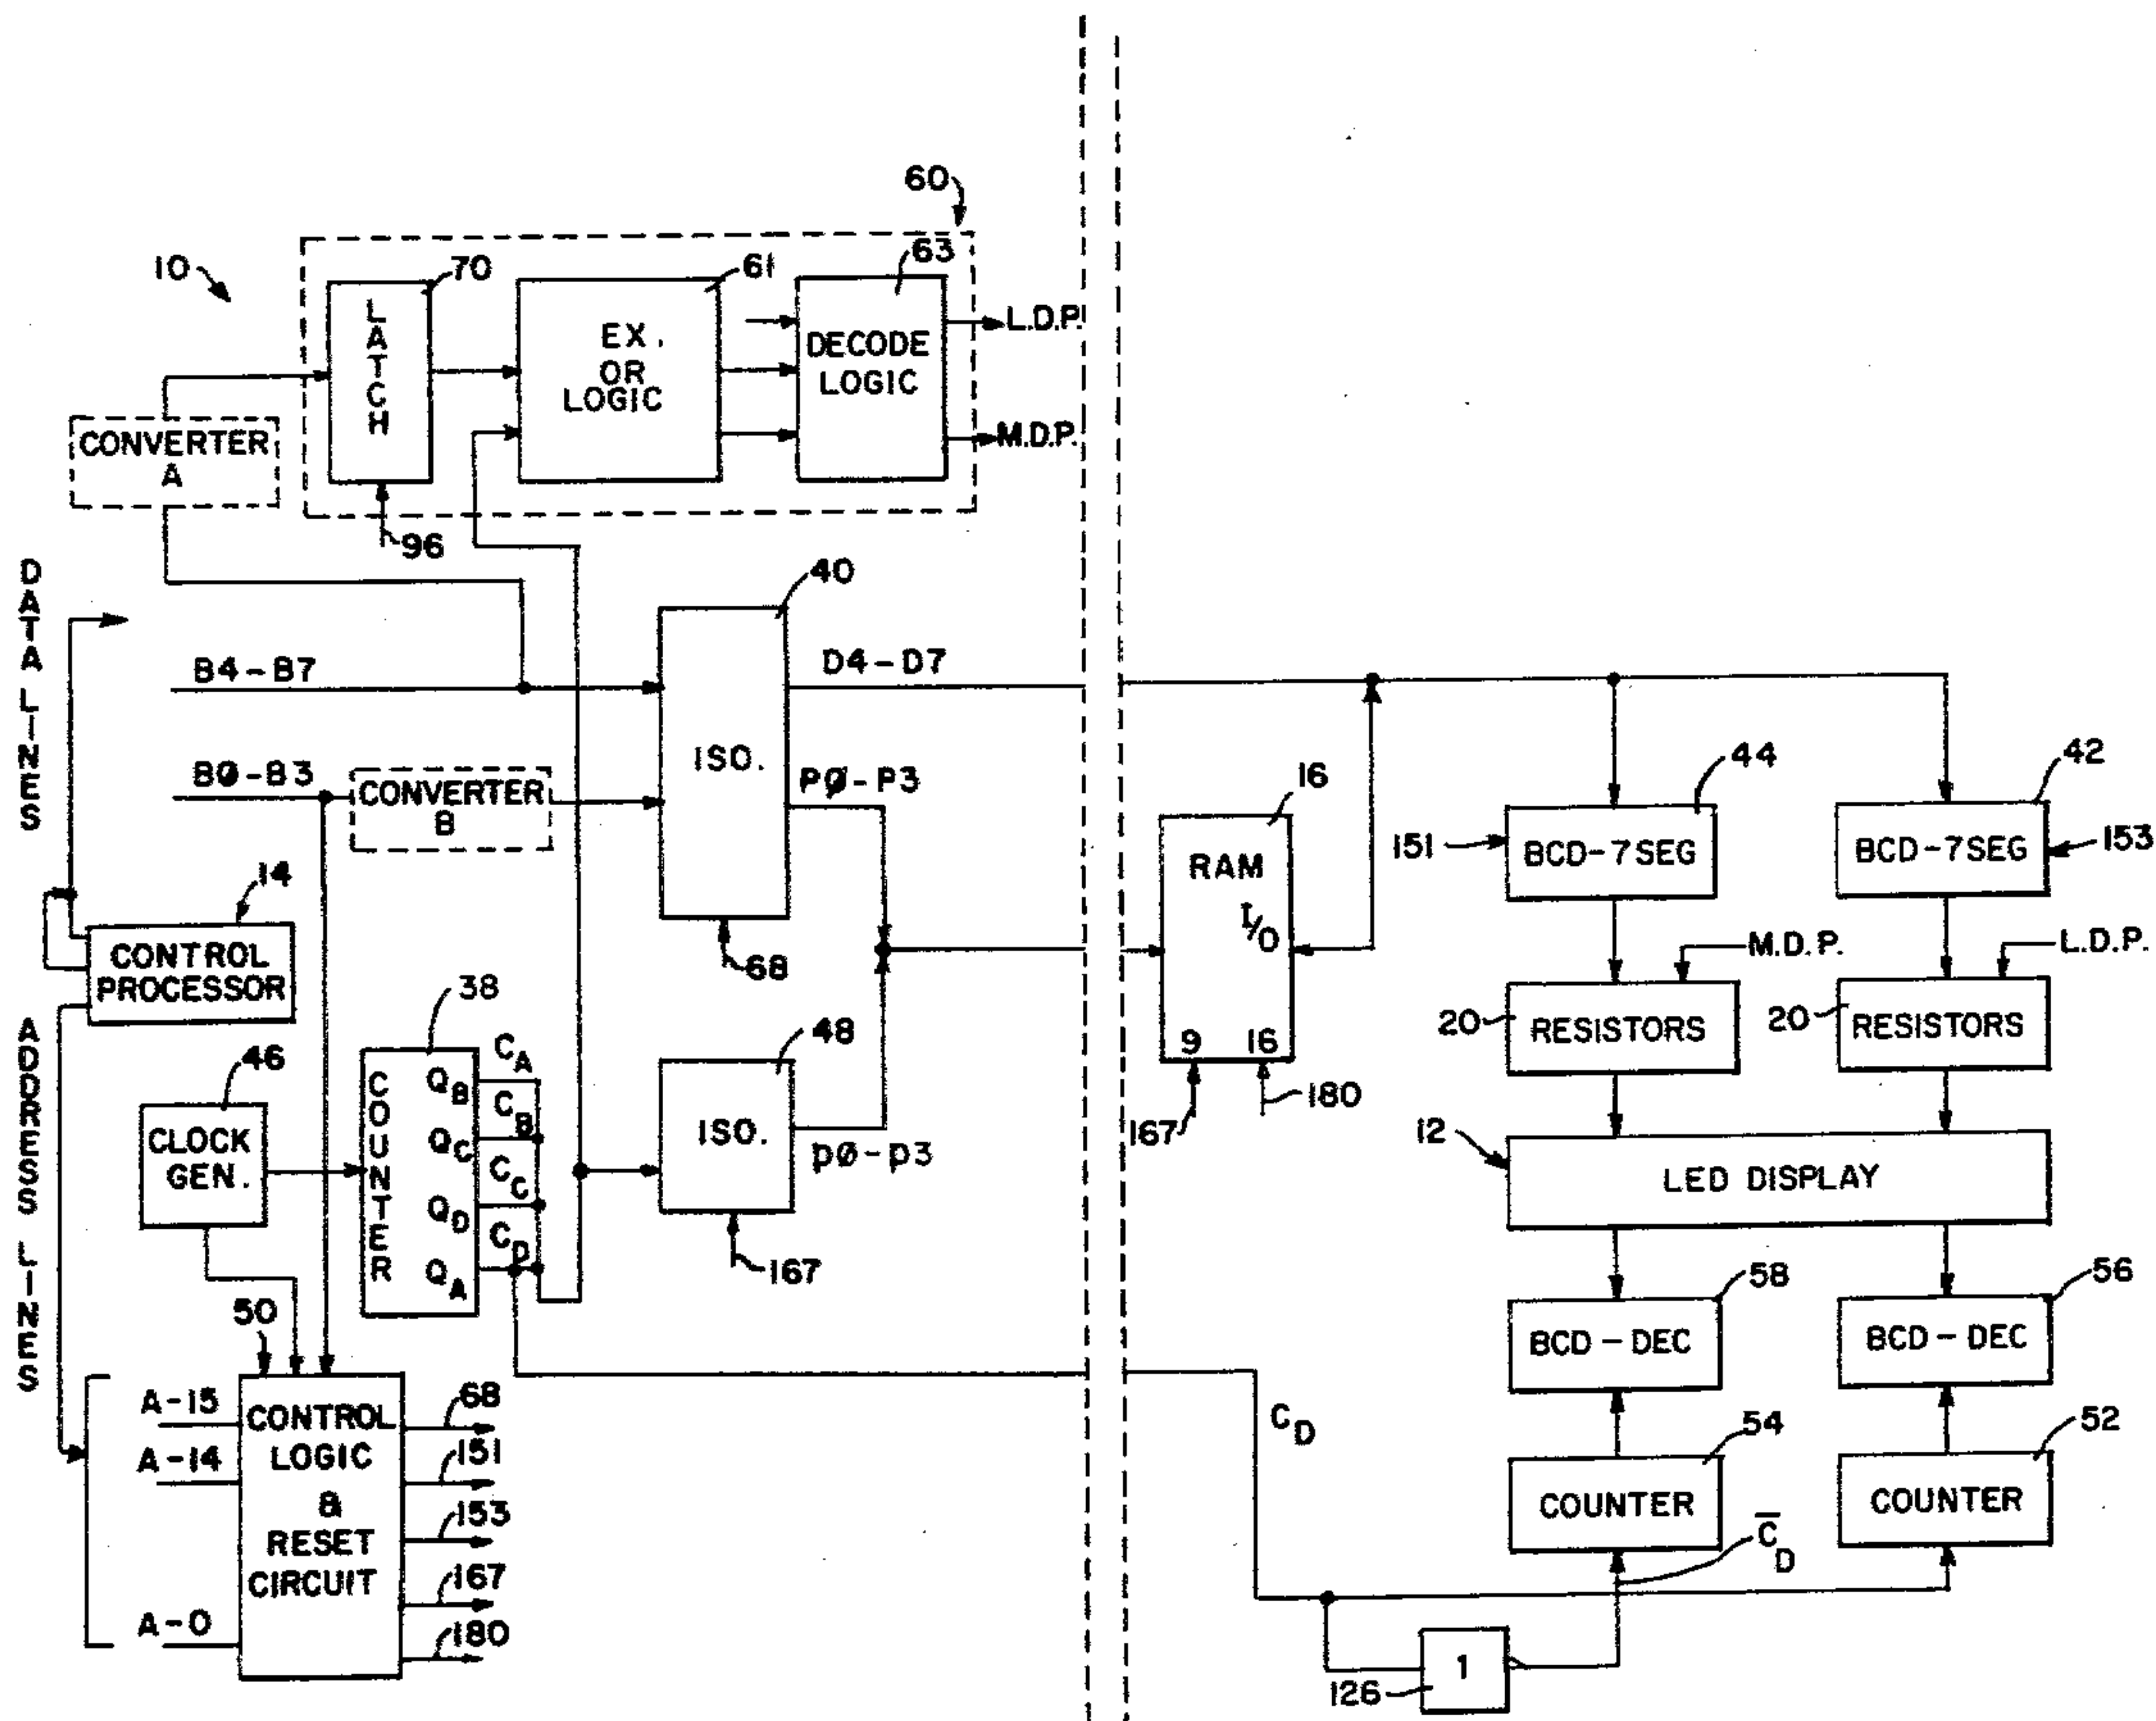 60
10
70
61
63
LATCH
EX.
OR
LOGIC
DECODE
LOGIC
L.D.P.
M.D.P.
CONVERTER
A
96
DATA LINES
40
B4-B7
D4-D7
ISO.
BØ-B3
CONVERTER
B
PØ-P3
16
44
42
RAM
I/O
9
16
151
BCD-7SEG
BCD-7SEG
153
14
CONTROL
PROCESSOR
68
M.D.P.
L.D.P.
20
RESISTORS
20
RESISTORS
ADDRESS LINES
46
38
48
CLOCK
GEN.
COUNTER
QB
QC
QD
QA
CA
CB
CC
CD
ISO.
pØ-p3
167
180
167
12
LED DISPLAY
50
58
56
BCD-DEC
BCD-DEC
A-15
A-14
A-0
CONTROL
LOGIC
&
RESET
CIRCUIT
68
151
153
167
180
CD
54
52
COUNTER
COUNTER
C̅D
1
126